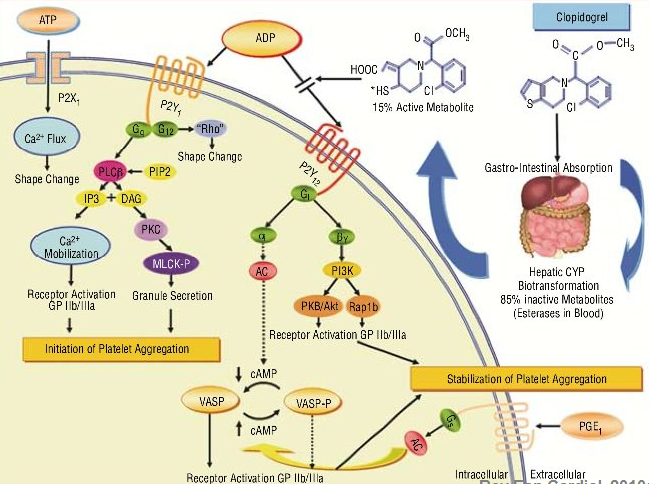 ATP
ADP
Clopidogrel
P2X1
P2Y1
O
OCH3
C
HOOC
N
*HS
Cl
15% Active Metabolite
O
C
O
CH3
N
S
Cl
Ca2+ Flux
Shape Change
Gq
G12
"Rho"
Shape Change
P2Y12
Gi
PLCβ
PIP2
IP3 + DAG
PKC
MLCK-P
Ca2+
Mobilization
Receptor Activation
GP IIb/IIIa
Granule Secretion
Initiation of Platelet Aggregation
αi
AC
βγ
PI3K
PKB/Akt
Rap1b
Receptor Activation GP IIb/IIIa
Gastro-Intestinal Absorption
Hepatic CYP
Biotransformation
85% inactive Metabolitos
(Esterases in Blood)
Stabilization of Platelet Aggregation
cAMP
VASP
VASP-P
cAMP
Gs
AC
PGE1
Receptor Activation GP IIb/IIIa
Intracellular
Extracellular